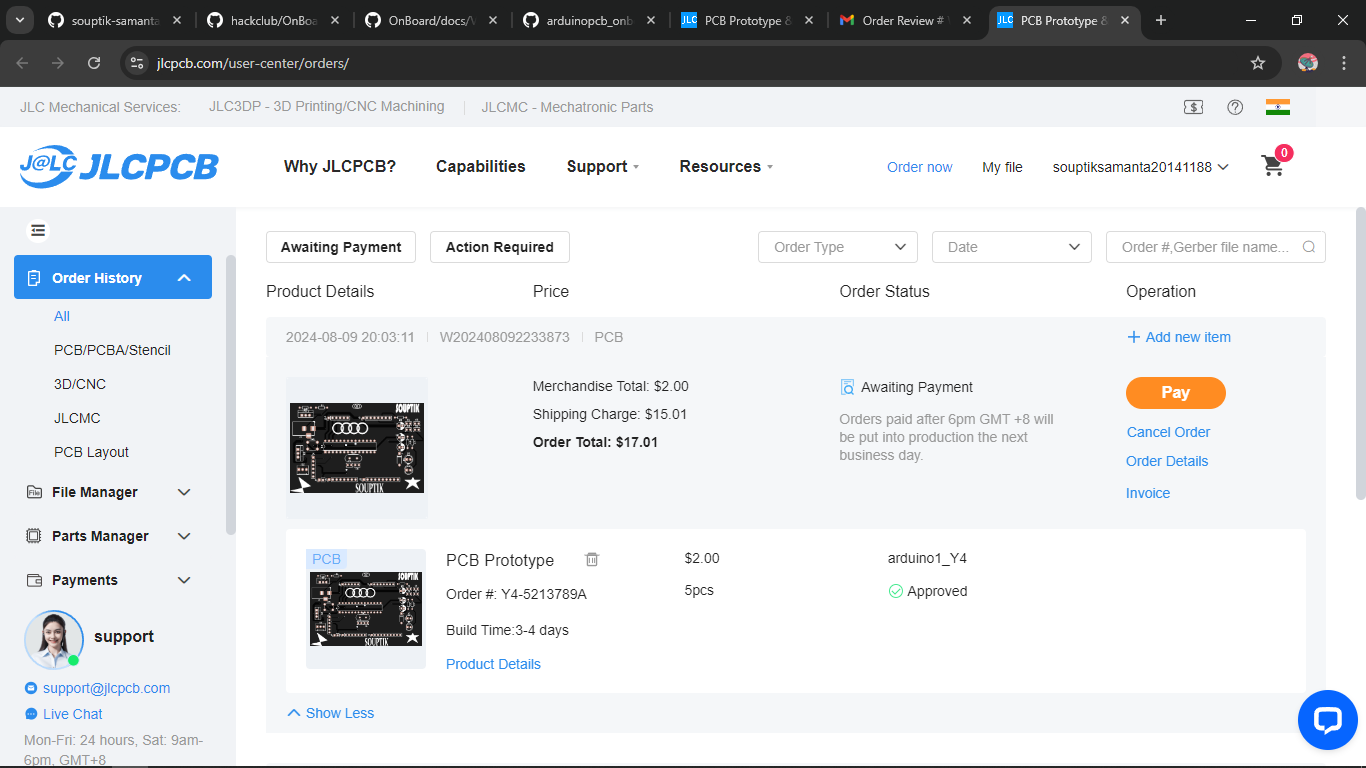 souptik-samanta
hackclub/OnBoa
OnBoard/docs/
arduinopcb_onb
PCB Prototype &
Order Review #
PCB Prototype &
jlcpcb.com/user-center/orders/
JLC Mechanical Services:
JLC3DP - 3D Printing/CNC Machining
JLCMC - Mechatronic Parts
J@LC JLCPCB
Why JLCPCB?
Capabilities
Support
Resources
Order now
My file
souptiksamanta20141188
0
Order History
All
PCB/PCBA/Stencil
3D/CNC
JLCMC
PCB Layout
File Manager
Parts Manager
Payments
support
support@jlcpcb.com
Live Chat
Mon-Fri: 24 hours, Sat: 9am-
6pm, GMT+8
Awaiting Payment
Action Required
Order Type
Date
Order #,Gerber file name...
Product Details
Price
Order Status
Operation
2024-08-09 20:03:11
W202408092233873
PCB
Add new item
SOUPTIK
SOUPTIK
Merchandise Total: $2.00
Shipping Charge: $15.01
Order Total: $17.01
Awaiting Payment
Orders paid after 6pm GMT +8 will
be put into production the next
business day.
Pay
Cancel Order
Order Details
Invoice
PCB
SOUPTIK
SOUPTIK
PCB Prototype
Order #: Y4-5213789A
Build Time:3-4 days
Product Details
$2.00
5pcs
arduino1_Y4
Approved
Show Less